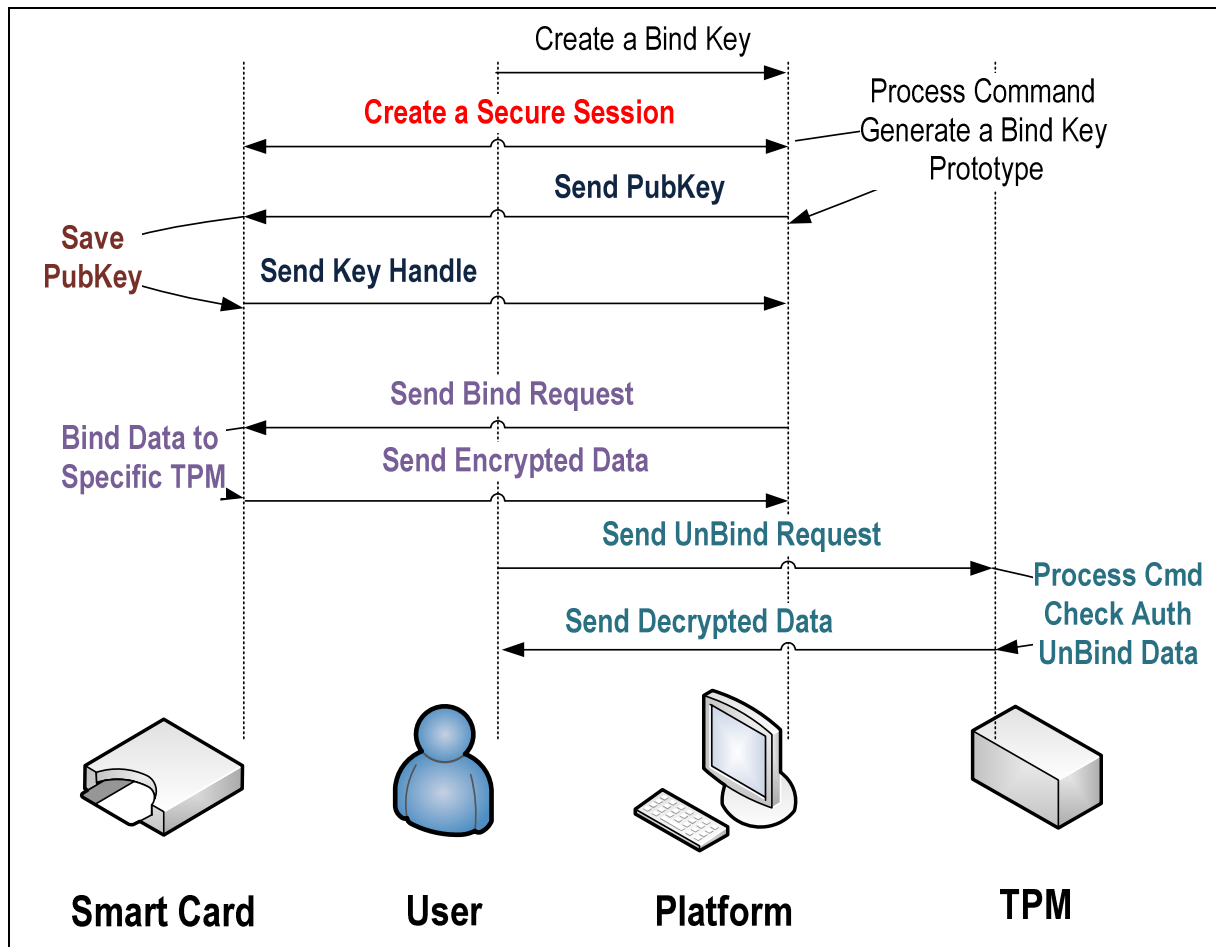 Create a Bind Key
Create a Secure Session
Process Command
Generate a Bind Key
Prototype
Send PubKey
Save
PubKey
Send Key Handle
Send Bind Request
Bind Data to
Specific TPM
Send Encrypted Data
Send UnBind Request
Process Cmd
Check Auth
UnBind Data
Send Decrypted Data
Smart Card
User
Platform
TPM